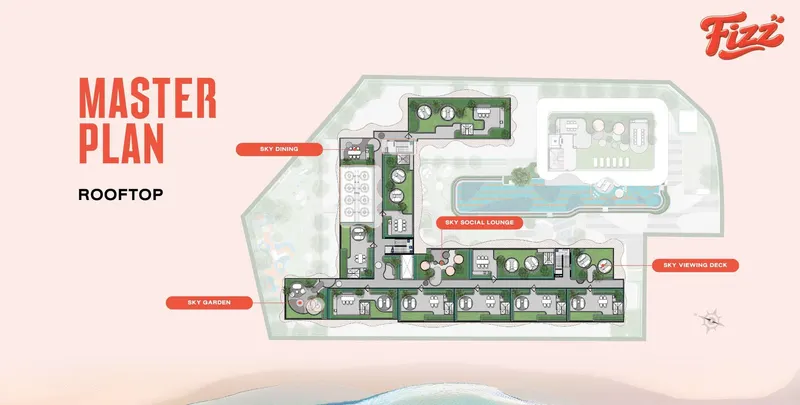 Fizz
MASTER
PLAN
ROOFTOP
SKY DINING
SKY SOCIAL LOUNGE
SKY VIEWING DECK
SKY GARDEN